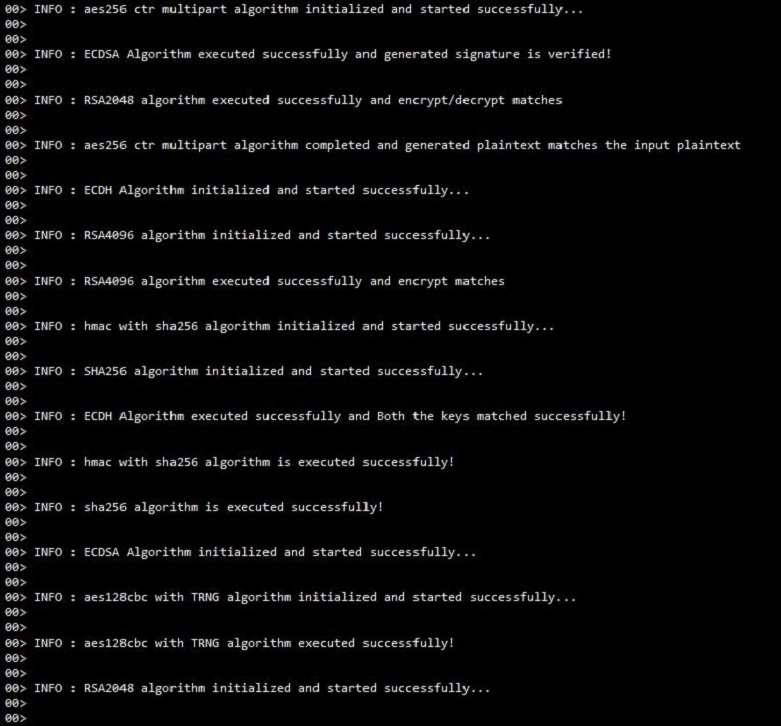 00> INFO : aes256 ctr multipart algorithm initialized and started successfully...
00>
00>
00> INFO : ECDSA Algorithm executed successfully and generated signature is verified!
00>
00>
00> INFO : RSA2048 algorithm executed successfully and encrypt/decrypt matches
00>
00>
00> INFO : aes256 ctr multipart algorithm completed and generated plaintext matches the input plaintext
00>
00>
00> INFO : ECDH Algorithm initialized and started successfully...
00>
00>
00> INFO : RSA4096 algorithm initialized and started successfully...
00>
00>
00> INFO : RSA4096 algorithm executed successfully and encrypt matches
00>
00>
00> INFO : hmac with sha256 algorithm initialized and started successfully...
00>
00>
00> INFO : SHA256 algorithm initialized and started successfully...
00>
00>
00> INFO : ECDH Algorithm executed successfully and Both the keys matched successfully!
00>
00>
00> INFO : hmac with sha256 algorithm is executed successfully!
00>
00>
00> INFO : sha256 algorithm is executed successfully!
00>
00>
00> INFO : ECDSA Algorithm initialized and started successfully...
00>
00>
00> INFO : aes128cbc with TRNG algorithm initialized and started successfully...
00>
00>
00> INFO : aes128cbc with TRNG algorithm executed successfully!
00>
00>
00> INFO : RSA2048 algorithm initialized and started successfully...
00>
00>